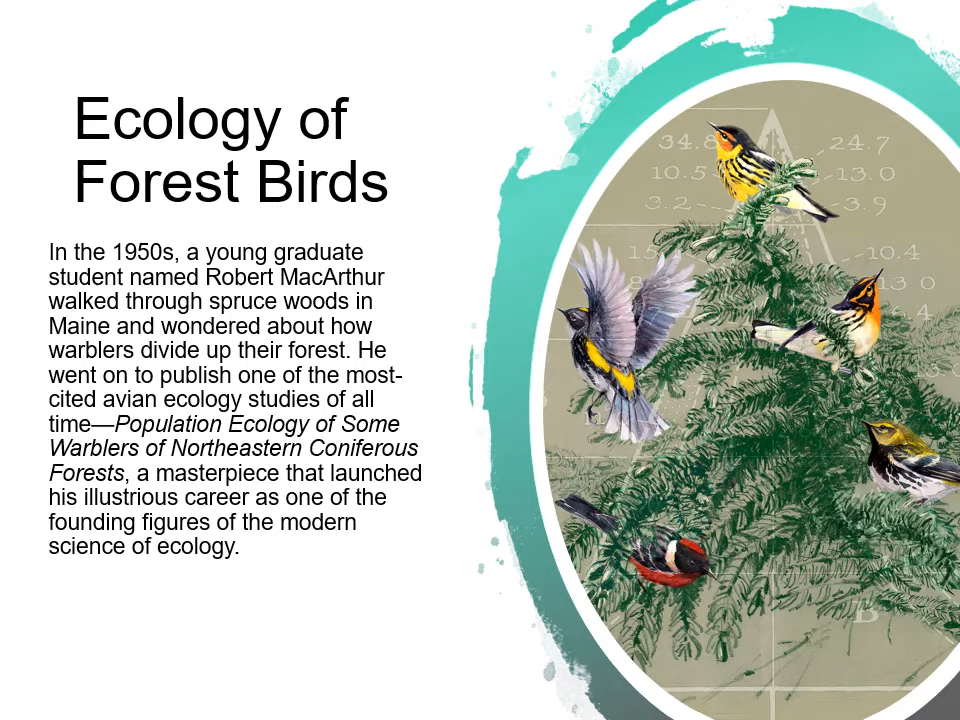 Ecology of
Forest Birds
In the 1950s, a young graduate
student named Robert MacArthur
walked through spruce woods in
Maine and wondered about how
warblers divide up their forest. He
went on to publish one of the most-
cited avian ecology studies of all
time—Population Ecology of Some
Warblers of Northeastern Coniferous
Forests, a masterpiece that launched
his illustrious career as one of the
founding figures of the modern
science of ecology.
34.8 24.7
10.5 13.0
3.2 3.9
10.4
B